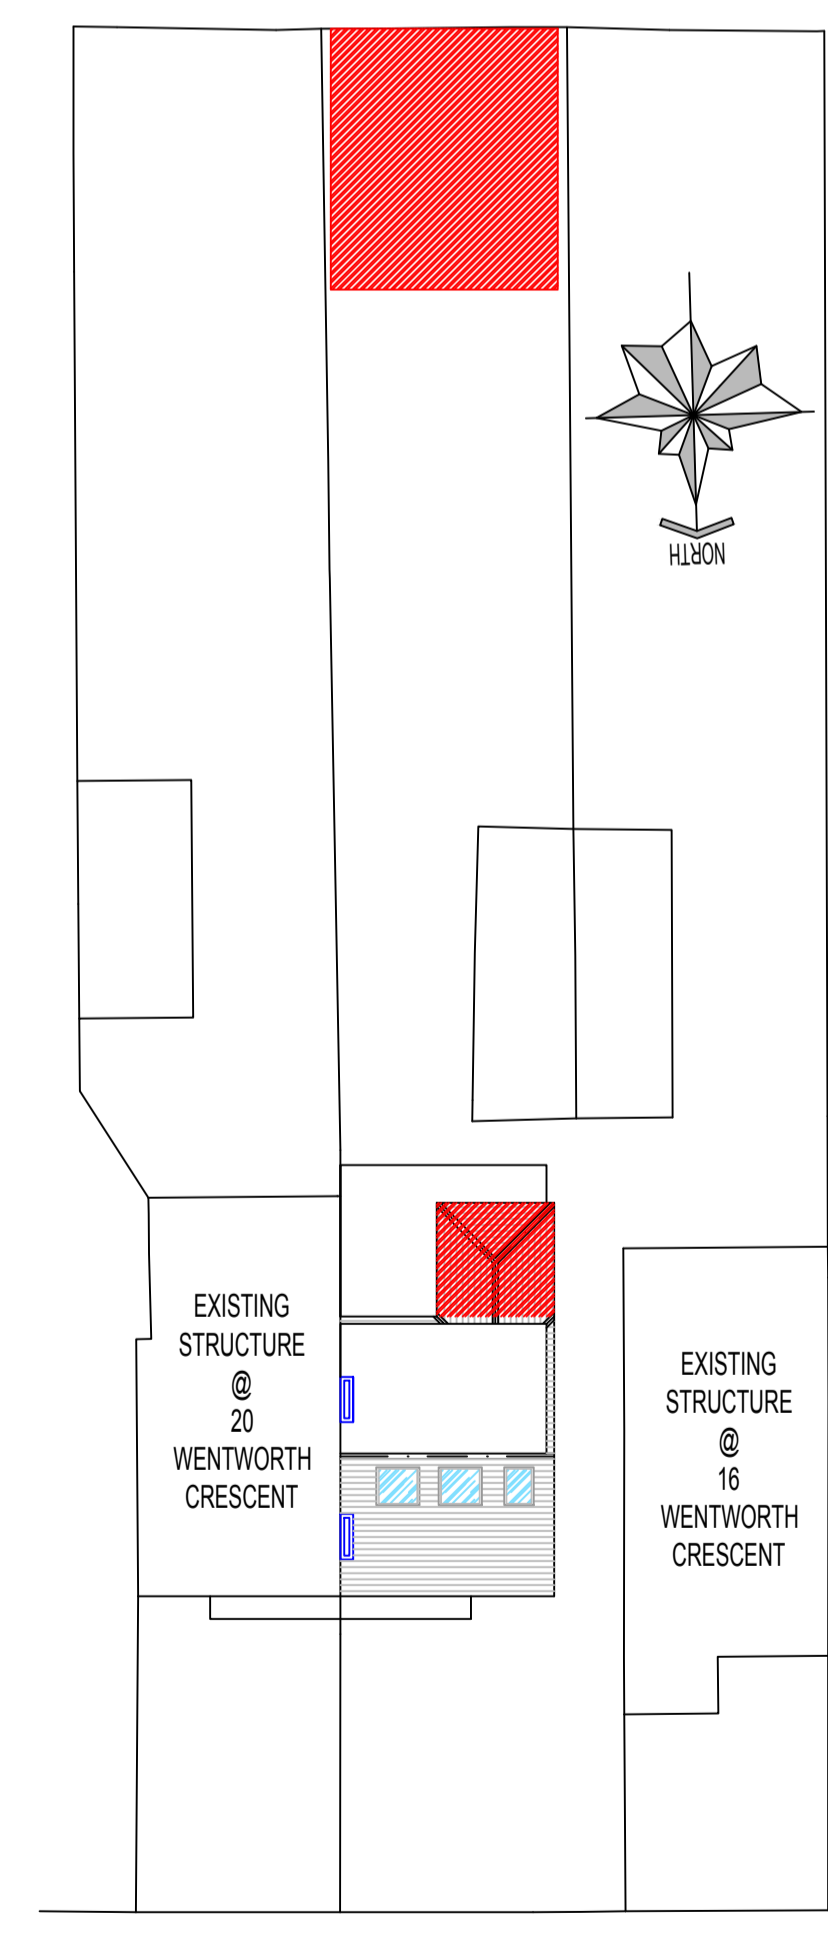 NORTH
EXISTING
STRUCTURE
@
20
WENTWORTH
CRESCENT
EXISTING
STRUCTURE
@
16
WENTWORTH
CRESCENT